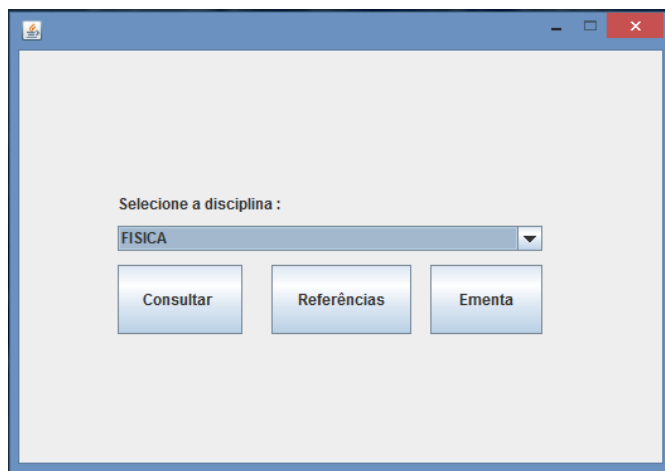 Selecione a disciplina :
FISICA
Consultar Referências Ementa